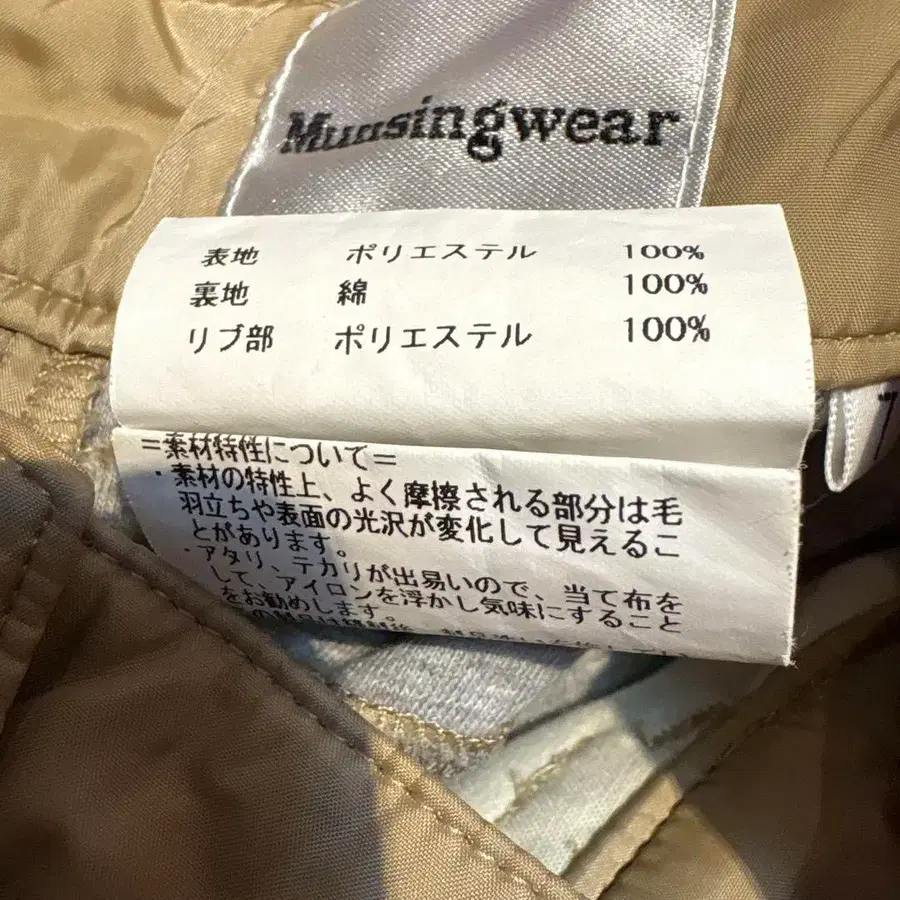 Munsingwear
表地 ポリエステル 100%
裏地 綿 100%
リブ部 ポリエステル 100%
=素材特性について=
・素材の特性上、よく摩擦される部分は毛
羽立ちや表面の光沢が変化して見えるこ
とがあります。
・アタリ、テカリが出易いので、当て布を
して、アイロンを浮かし気味にすること
をお勧めします。